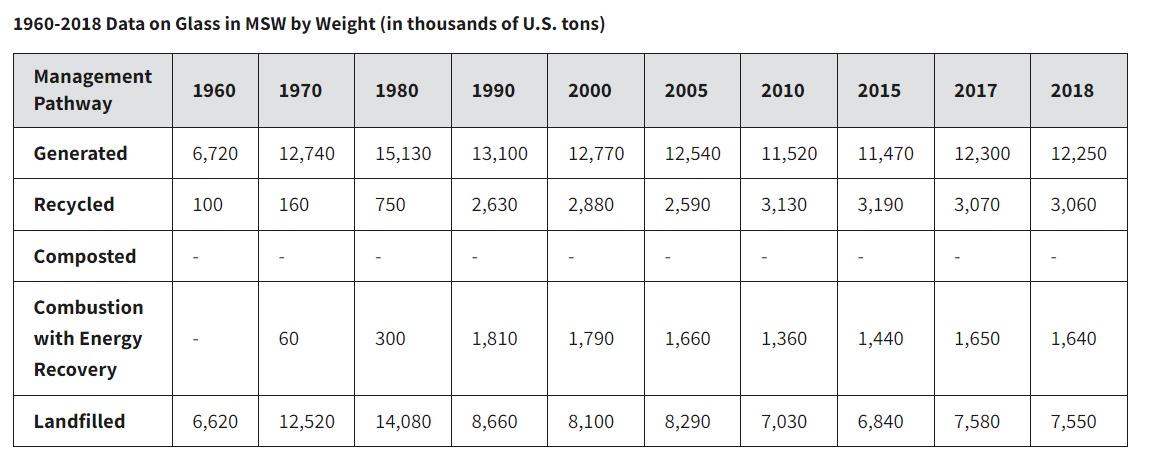 1960-2018 Data on Glass in MSW by Weight (in thousands of U.S. tons)
Management Pathway 1960 1970 1980 1990 2000 2005 2010 2015 2017 2018
Generated 6,720 12,740 15,130 13,100 12,770 12,540 11,520 11,470 12,300 12,250
Recycled 100 160 750 2,630 2,880 2,590 3,130 3,190 3,070 3,060
Composted - - - - - - - - - -
Combustion with Energy Recovery - 60 300 1,810 1,790 1,660 1,360 1,440 1,650 1,640
Landfilled 6,620 12,520 14,080 8,660 8,100 8,290 7,030 6,840 7,580 7,550